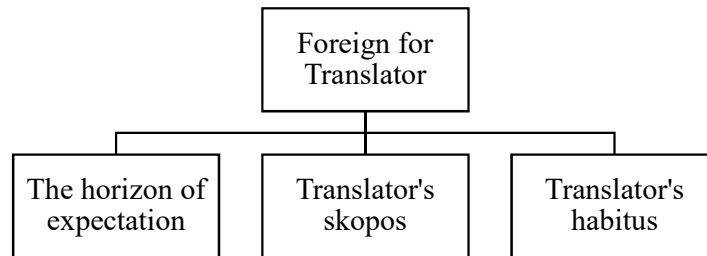 Foreign for
Translator
The horizon of
expectation
Translator's
skopos
Translator's
habitus